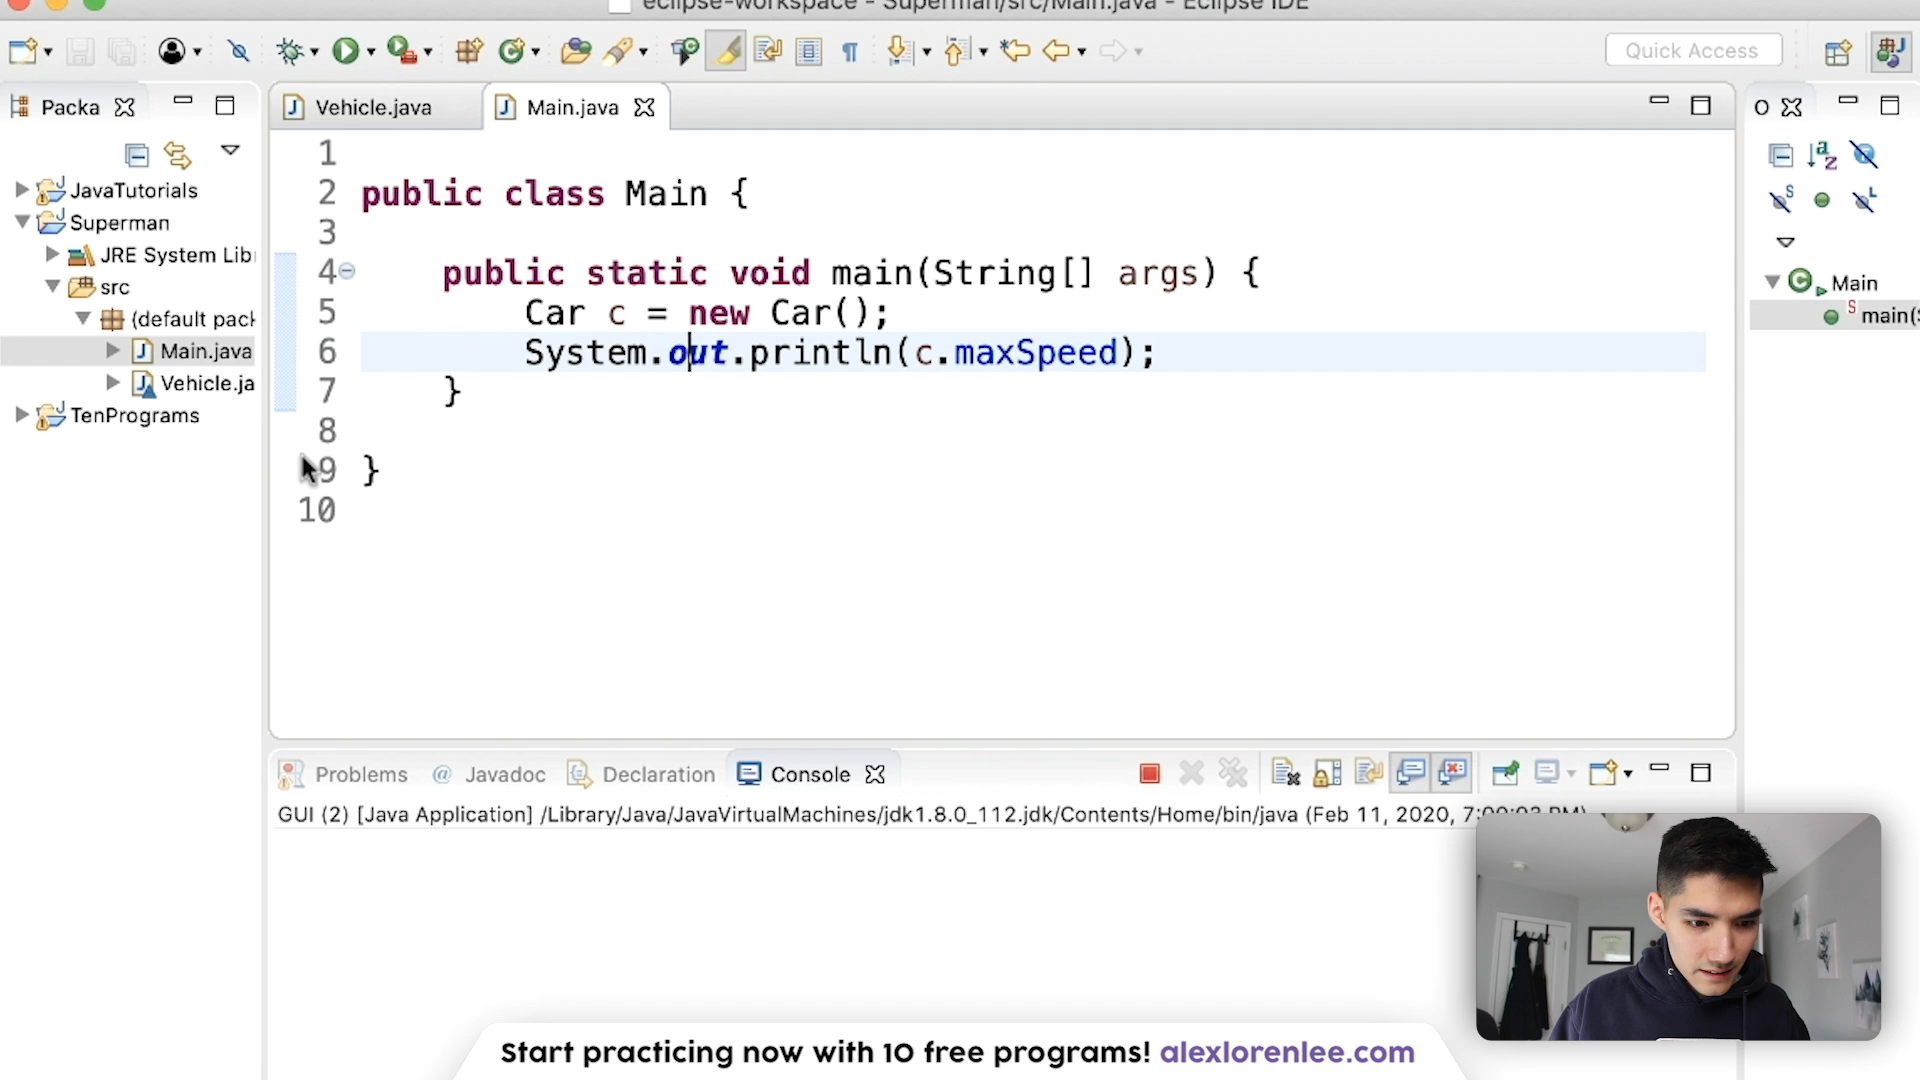 eclipse-workspace - Superman/src/Main.java - Eclipse IDE
Quick Access
Packa
Vehicle.java
Main.java
O
JavaTutorials
Superman
JRE System Lib
src
(default pack
Main.java
Vehicle.ja
TenPrograms
1
2 public class Main {
3
4 public static void main(String[] args) {
5 Car c = new Car();
6 System.out.println(c.maxSpeed);
7 }
8
9 }
10
Main
main(S
Problems
@ Javadoc
Declaration
Console
GUI (2) [Java Application] /Library/Java/JavaVirtualMachines/jdk1.8.0_112.jdk/Contents/Home/bin/java (Feb 11, 2020,
Start practicing now with 10 free programs! alexlorenlee.com